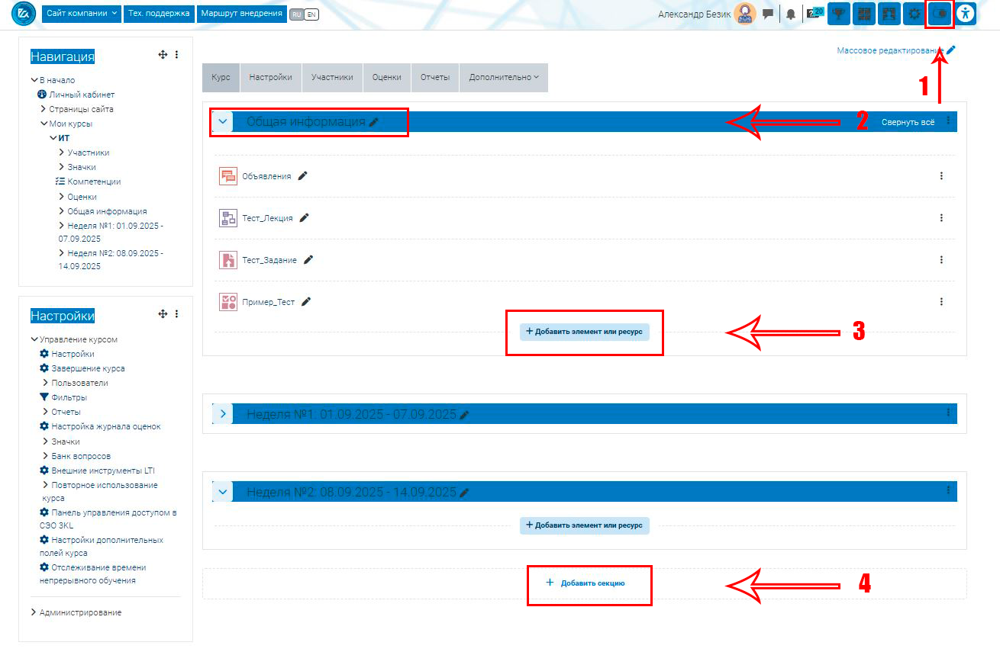 Сайт компании Тех. поддержка Маршрут внедрения RU EN Александр Безик 20
Навигация
В начало
Личный кабинет
Страницы сайта
Мои курсы
ИТ
Участники
Значки
Компетенции
Оценки
Общая информация
Неделя №1: 01.09.2025 -
07.09.2025
Неделя №2: 08.09.2025 -
14.09.2025
Настройки
Управление курсом
Настройки
Завершение курса
Пользователи
Фильтры
Отчеты
Настройка журнала оценок
Значки
Банк вопросов
Внешние инструменты LTI
Повторное использование
курса
Панель управления доступом в
СЭО 3KL
Настройки дополнительных
полей курса
Отслеживание времени
непрерывного обучения
Администрирование
Массовое редактирование
1
Курс Настройки Участники Оценки Отчеты Дополнительно
Общая информация 2 Свернуть всё
Объявления
Тест_Лекция
Тест_Задание
Пример_Тест
+ Добавить элемент или ресурс 3
Неделя №1: 01.09.2025 - 07.09.2025
Неделя №2: 08.09.2025 - 14.09.2025
+ Добавить элемент или ресурс
+ Добавить секцию 4